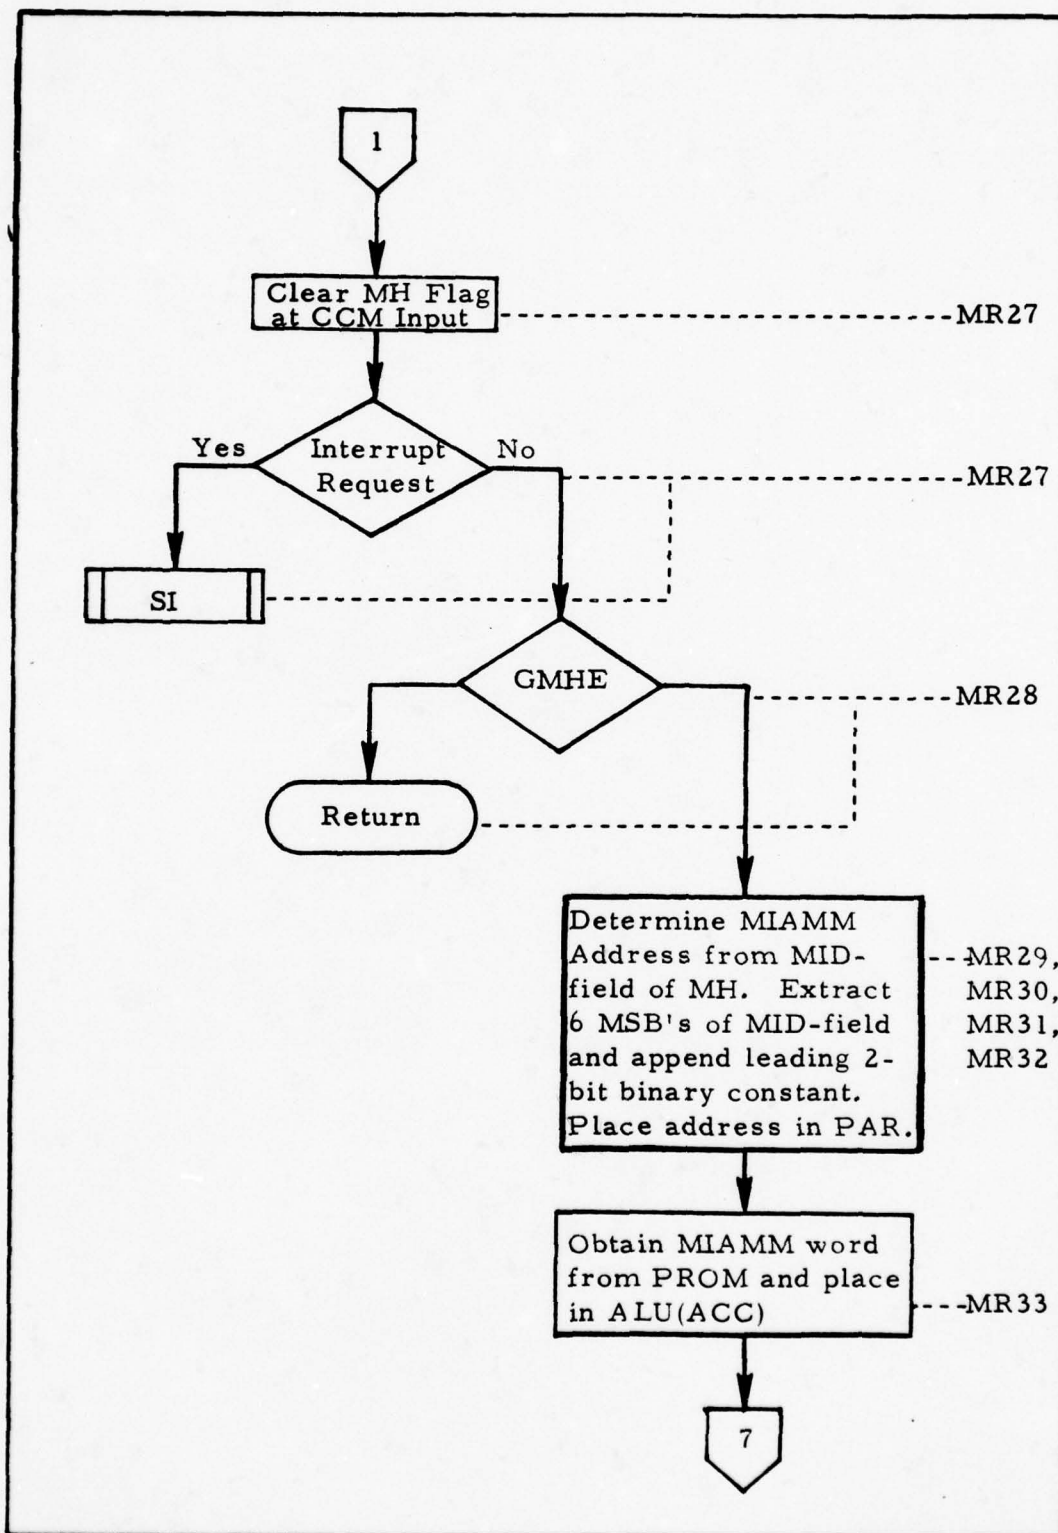 1
Clear MH Flag
at CCM Input
MR27
Yes
Interrupt
Request
No
MR27
SI
GMHE
MR28
Return
Determine MIAMM
Address from MID-
field of MH. Extract
6 MSB's of MID-field
and append leading 2-
bit binary constant.
Place address in PAR.
MR29,
MR30,
MR31,
MR32
Obtain MIAMM word
from PROM and place
in ALU(ACC)
MR33
7